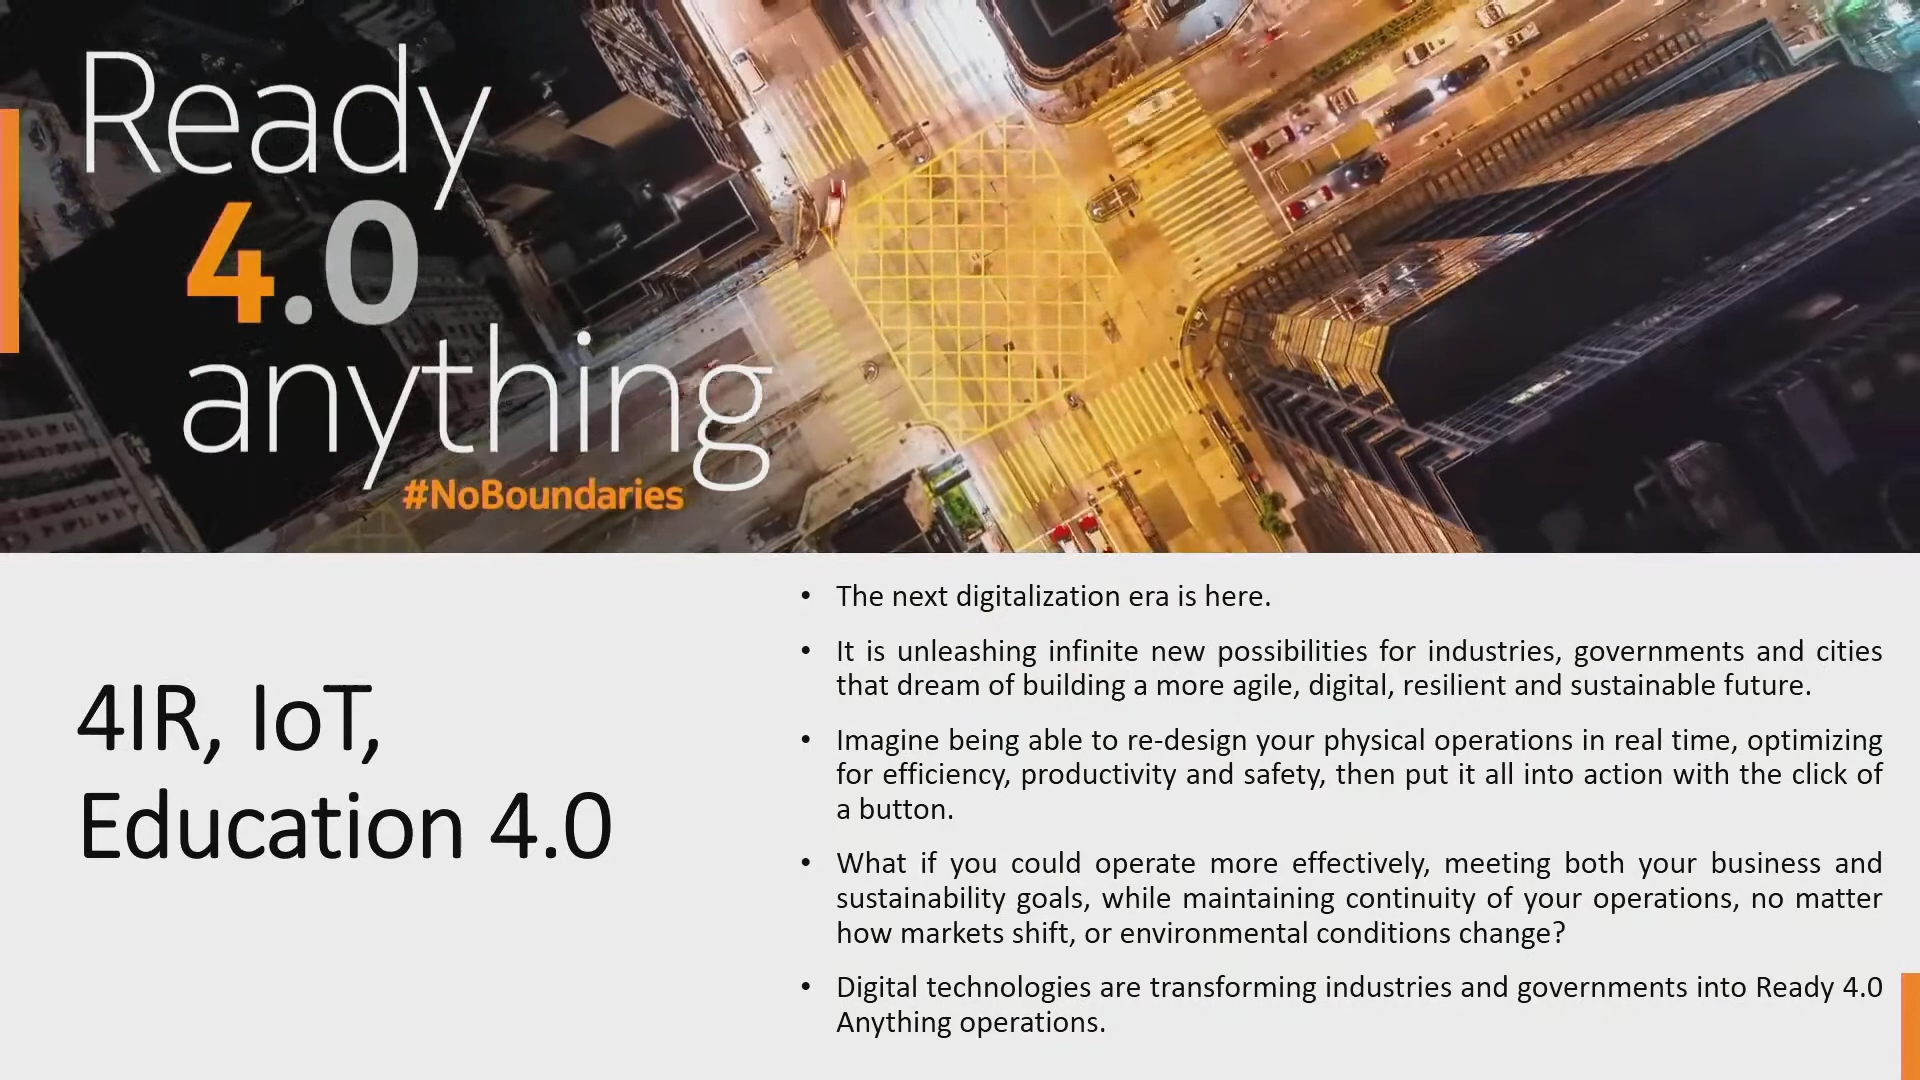 Ready
4.0
anything
#NoBoundaries
4IR, IoT,
Education 4.0
• The next digitalization era is here.
• It is unleashing infinite new possibilities for industries, governments and cities
that dream of building a more agile, digital, resilient and sustainable future.
• Imagine being able to re-design your physical operations in real time, optimizing
for efficiency, productivity and safety, then put it all into action with the click of
a button.
• What if you could operate more effectively, meeting both your business and
sustainability goals, while maintaining continuity of your operations, no matter
how markets shift, or environmental conditions change?
• Digital technologies are transforming industries and governments into Ready 4.0
Anything operations.